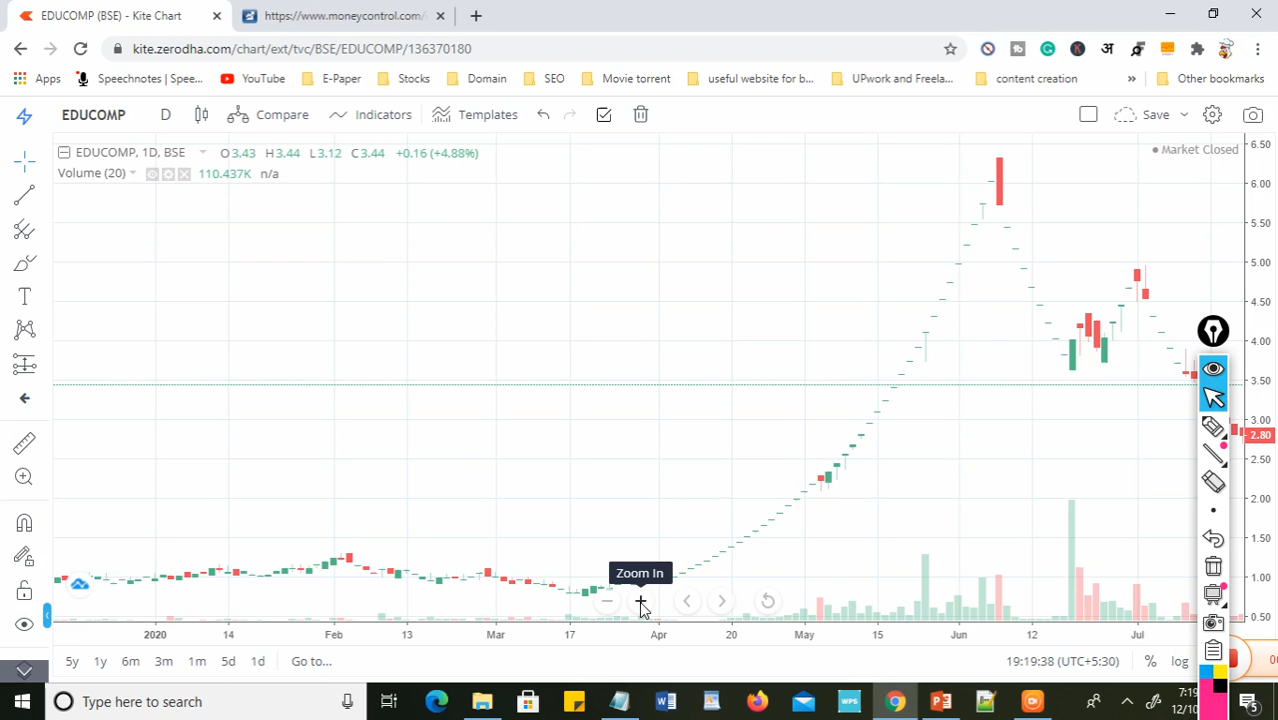 EDUCOMP (BSE) - Kite Chart
https://www.moneycontrol.com/
kite.zerodha.com/chart/ext/tvc/BSE/EDUCOMP/136370180
Apps
Speechnotes | Spee...
YouTube
E-Paper
Stocks
Domain
SEO
Movie torrent
useful website for b...
UPwork and Freela...
content creation
Other bookmarks
EDUCOMP D Compare Indicators Templates Save
EDUCOMP, 1D, BSE O3.43 H3.44 L3.12 C3.44 +0.16 (+4.88%)
Market Closed
Volume (20) 110.437K n/a
6.50
6.00
5.50
5.00
4.50
4.00
3.50
3.00
2.80
2.50
2.00
1.50
1.00
0.50
Zoom In
2020 14 Feb 13 Mar 17 Apr 20 May 15 Jun 12 Jul
5y 1y 6m 3m 1m 5d 1d Go to...
19:19:38 (UTC+5:30) % log
Type here to search
W
WPS
अ
5